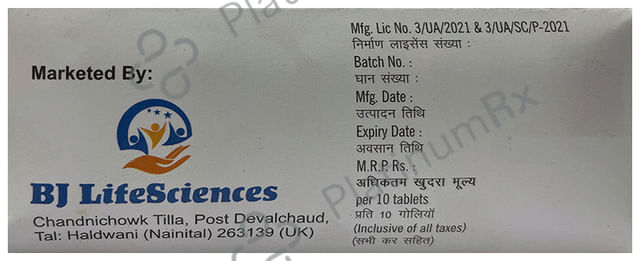 Marketed By:
BJ LifeSciences
Chandnichowk Tilla, Post Devalchaud,
Tal: Haldwani (Nainital) 263139 (UK)
Mfg. Lic No. 3/UA/2021 & 3/UA/SC/P-2021
निर्माण लाइसेंस संख्या :
Batch No. :
घान संख्या :
Mfg. Date :
उत्पादन तिथि
Expiry Date :
अवसान तिथि
M.R.P Rs. :
अधिकतम खुदरा मूल्य
per 10 tablets
प्रति 10 गोलियाँ
(Inclusive of all taxes)
(सभी कर सहित)
PlatinumRx